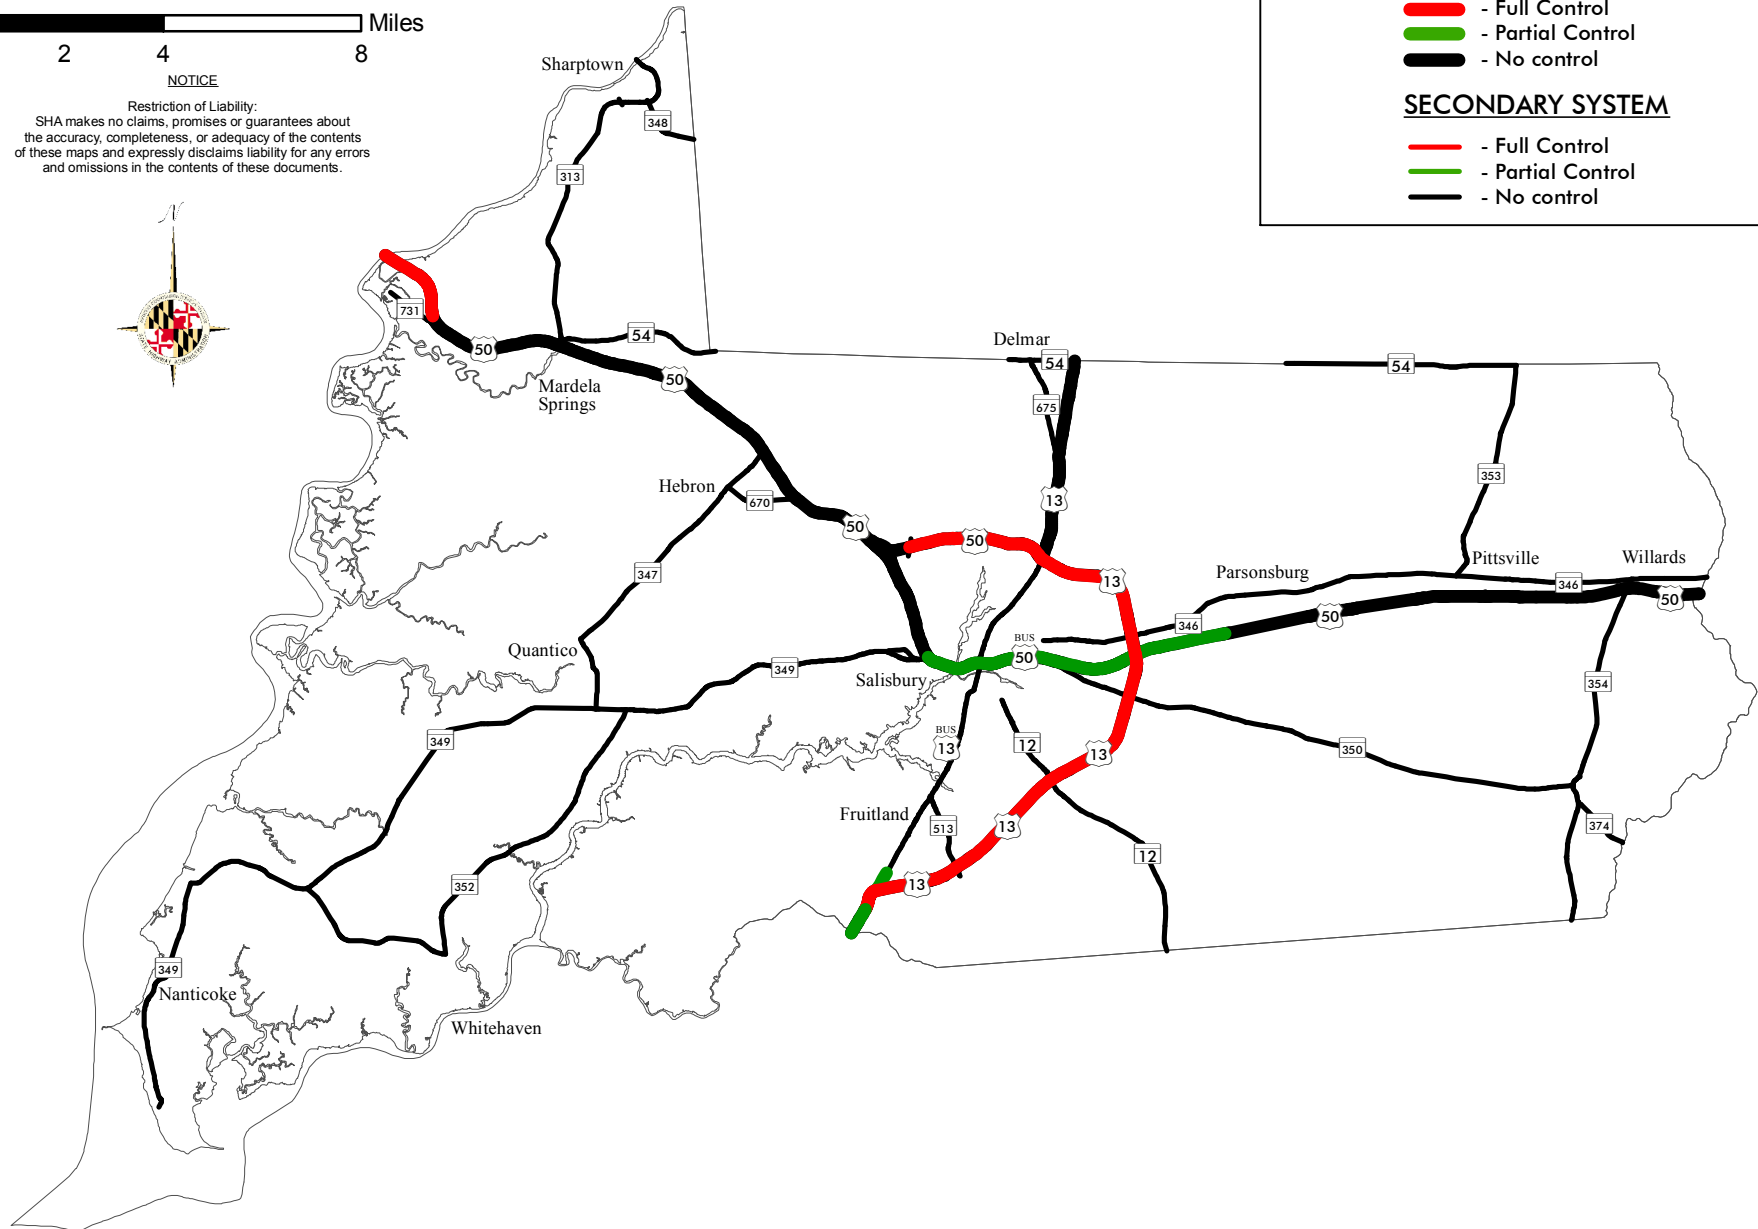 - Full Control
Miles
- Partial Control
2 4 8
- No control
NOTICE
Sharptown
Restriction of Liability:
SHA makes no claims, promises or guarantees about
the accuracy, completeness, or adequacy of the contents
of these maps and expressly disclaims liability for any errors
and omissions in the contents of these documents.
SECONDARY SYSTEM
- Full Control
- Partial Control
- No control
348
313
731
50
54
Delmar
54
54
Mardela
Springs
50
675
353
Hebron
670
13
50
50
Pittsville
Willards
347
13
Parsonsburg
346
50
50
346
Quantico
BUS
50
349
Salisbury
354
349
BUS
13
12
13
350
Fruitland
513
13
374
12
352
13
349
Nanticoke
Whitehaven